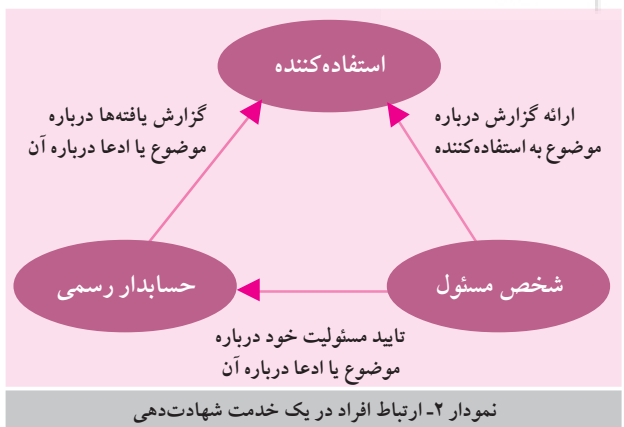 استفاده‌کننده
ارائه گزارش درباره
موضوع به استفاده‌کننده
گزارش یافته‌ها درباره
موضوع یا ادعا درباره آن
شخص مسئول
حسابدار رسمی
تایید مسئولیت خود درباره
موضوع یا ادعا درباره آن
نمودار ۲- ارتباط افراد در یک خدمت شهادت‌دهی